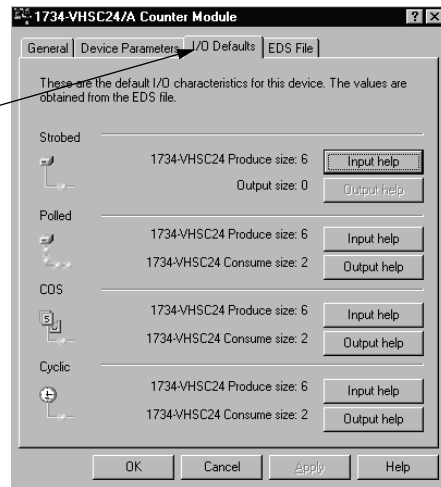 1734-VHSC24/A Counter Module
General Device Parameters I/O Defaults EDS File
These are the default I/O characteristics for this device. The values are
obtained from the EDS file.
Strobed
1734-VHSC24 Produce size: 6 Input help
Output size: 0 Output help
Polled
1734-VHSC24 Produce size: 6 Input help
1734-VHSC24 Consume size: 2 Output help
COS
1734-VHSC24 Produce size: 6 Input help
1734-VHSC24 Consume size: 2 Output help
Cyclic
1734-VHSC24 Produce size: 6 Input help
1734-VHSC24 Consume size: 2 Output help
OK Cancel Apply Help